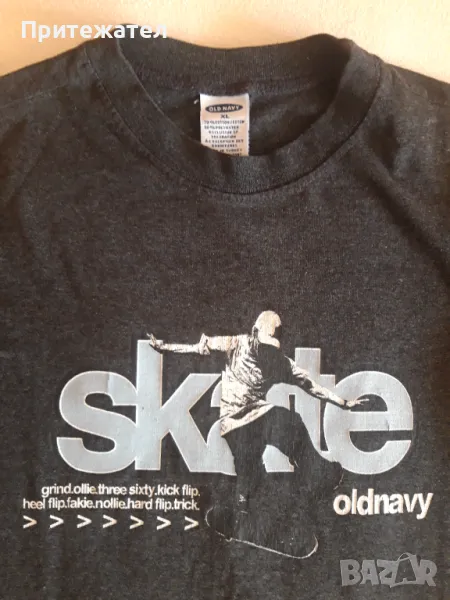 Притежател
OLD NAVY
XL
skate
grind.ollie.three sixty.kick flip.
heel flip.fakie.nollie.hard flip.trick.
> > > > > > >
oldnavy
BAZAR